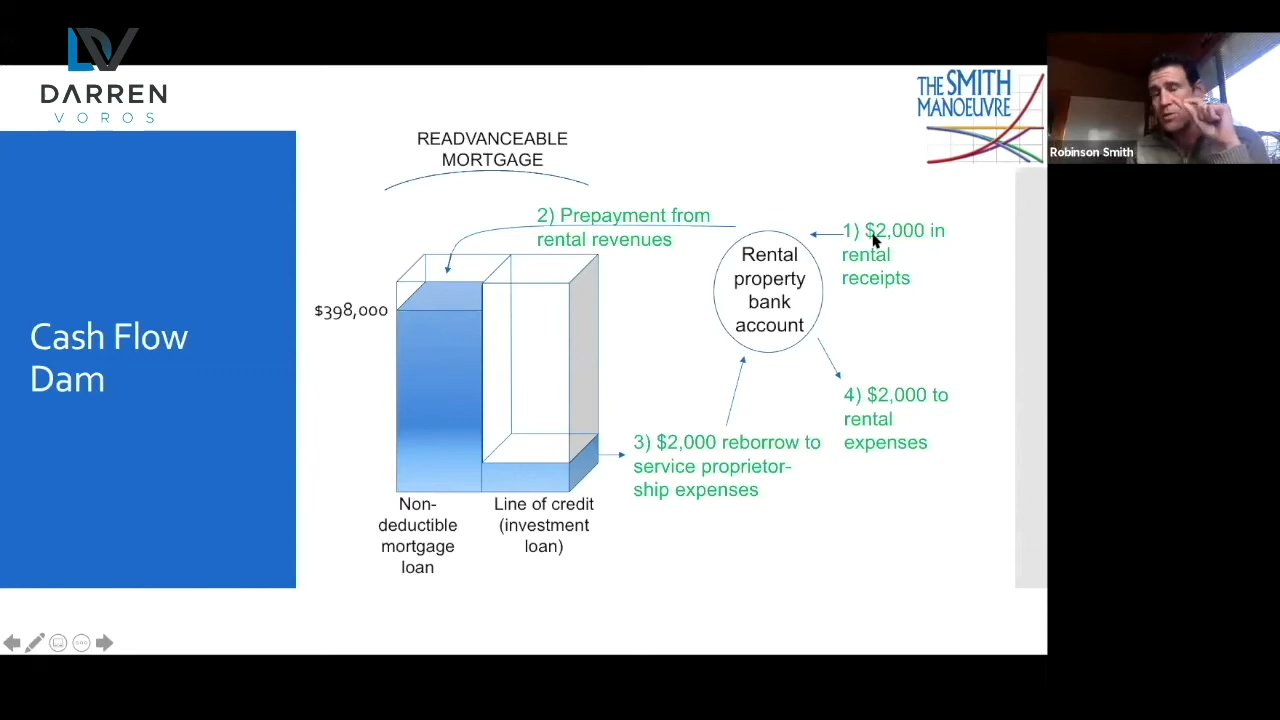 DV
DARREN
VOROS
THE SMITH
MANOEUVRE
Robinson Smith
READVANCEABLE
MORTGAGE
2) Prepayment from
rental revenues
1) $2,000 in
rental
receipts
Rental
property
bank
account
$398,000
Cash Flow
Dam
4) $2,000 to
rental
expenses
3) $2,000 reborrow to
service proprietor-
ship expenses
Non-
deductible
mortgage
loan
Line of credit
(investment
loan)